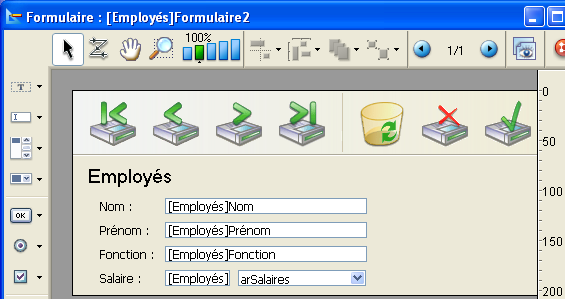 Formulaire : [Employés]Formulaire2
100%
1/1
T
I
OK
0
50
100
150
200
Employés
Nom : [Employés]Nom
Prénom : [Employés]Prénom
Fonction : [Employés]Fonction
Salaire : [Employés] arSalaires